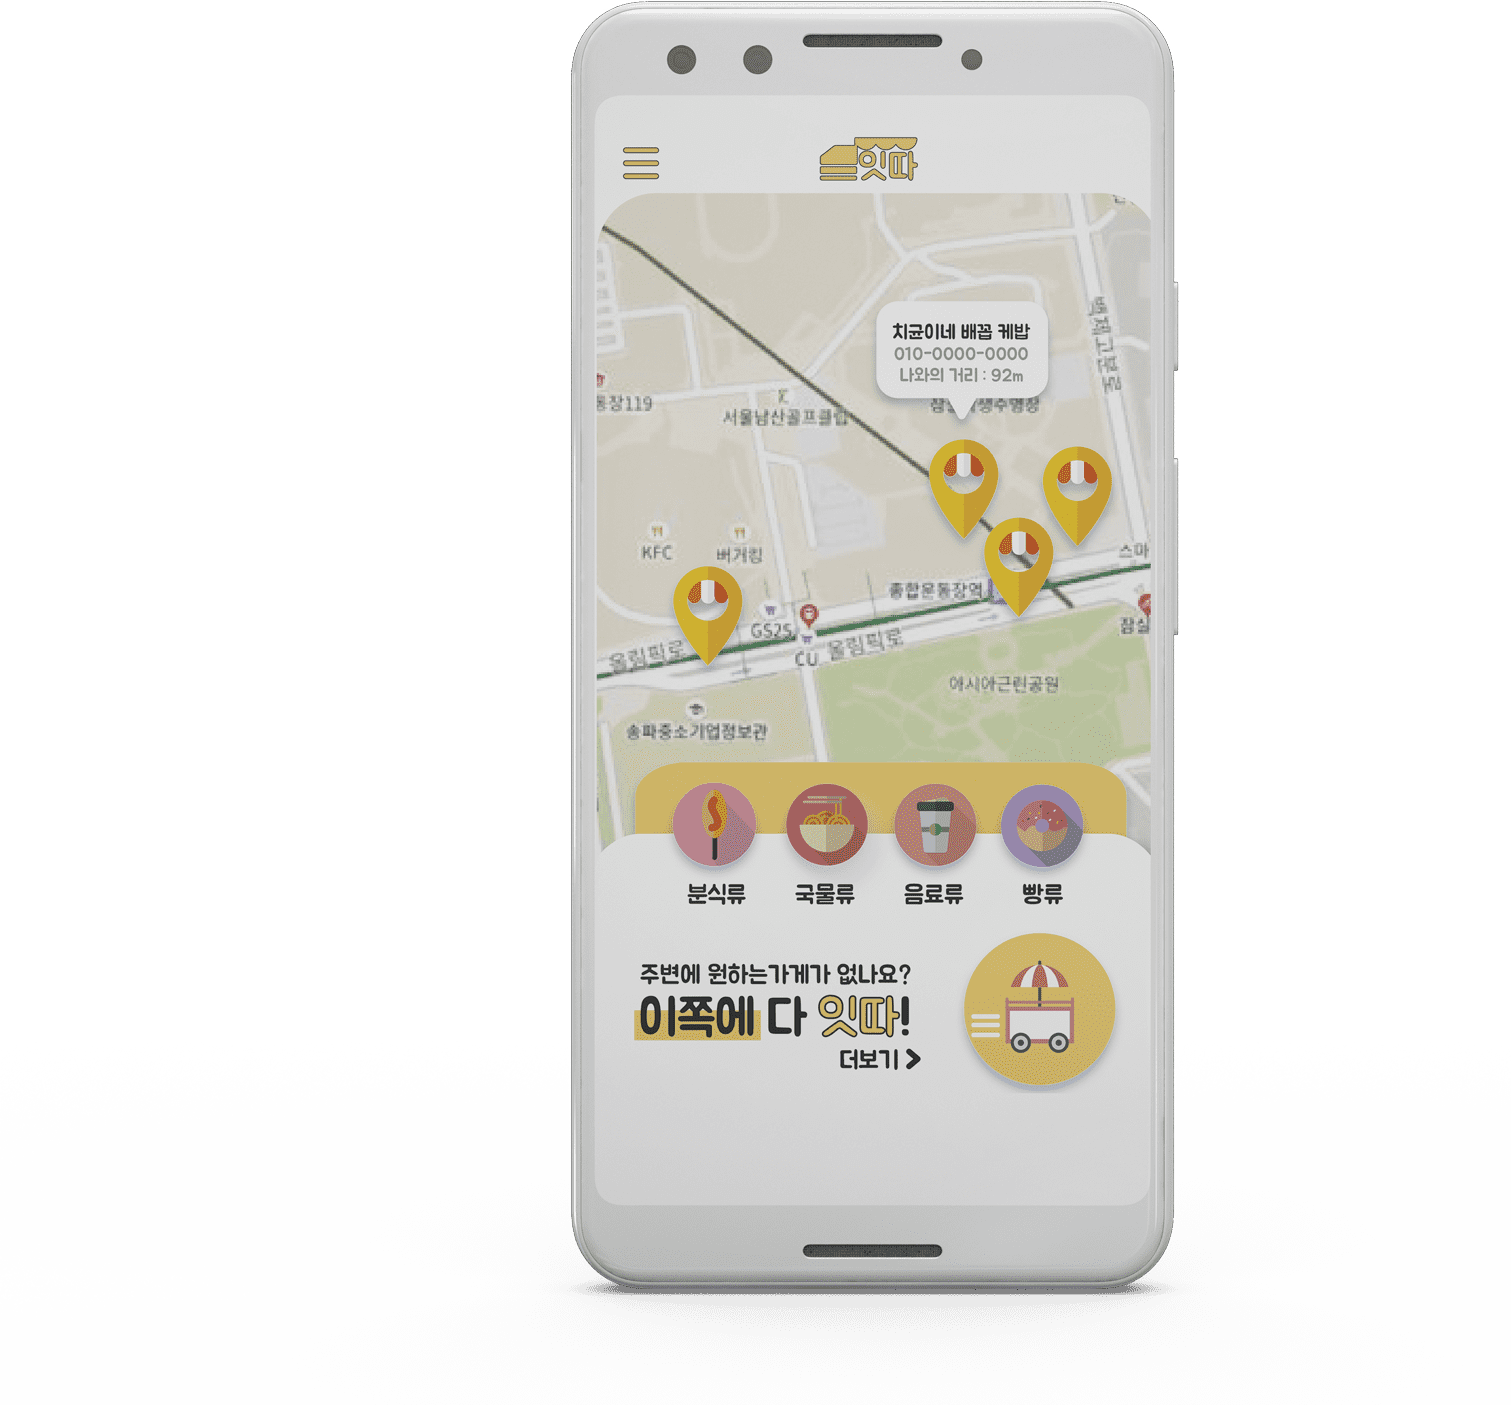 잇따
치균이네 배꼽 케밥
010-0000-0000
나와의 거리 : 92m
백제고분로
동장119
서울남산골프클럽
KFC
버거킹
스마
종합운동장역
GS25
올림픽로
CU
올림픽로
잠실
아시아근린공원
송파중소기업정보관
분식류
국물류
음료류
빵류
주변에 원하는가게가 없나요?
이쪽에 다 잇따!
더보기